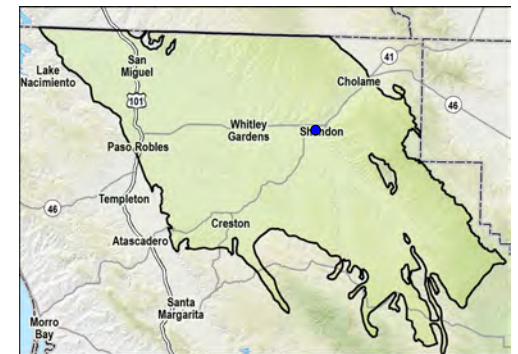 San
Miguel
Lake
Nacimiento
41
Cholame
101
46
Whitley
Gardens
Shandon
Paso Robles
Templeton
46
Creston
Atascadero
Santa
Margarita
Morro
Bay